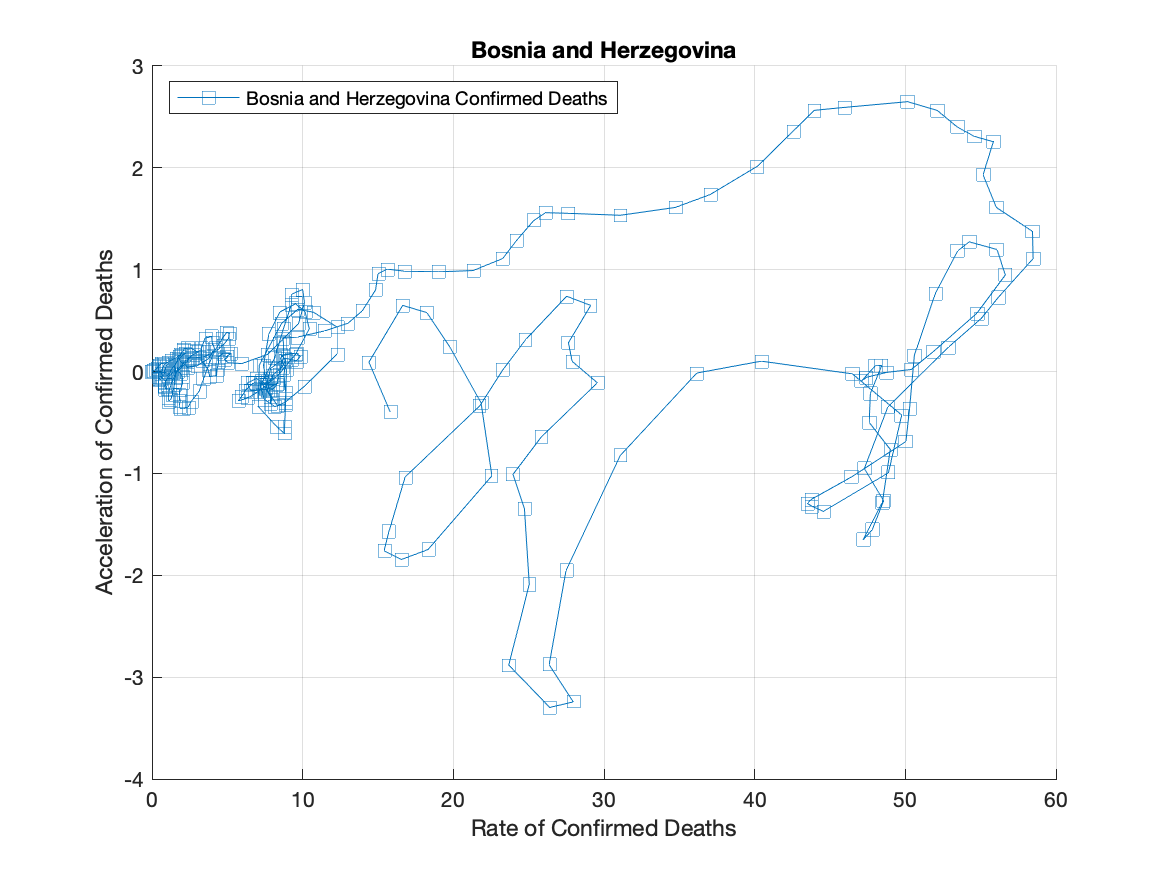 Bosnia and Herzegovina
Bosnia and Herzegovina Confirmed Deaths
3
2
1
0
-1
-2
-3
-4
Acceleration of Confirmed Deaths
0 10 20 30 40 50 60
Rate of Confirmed Deaths